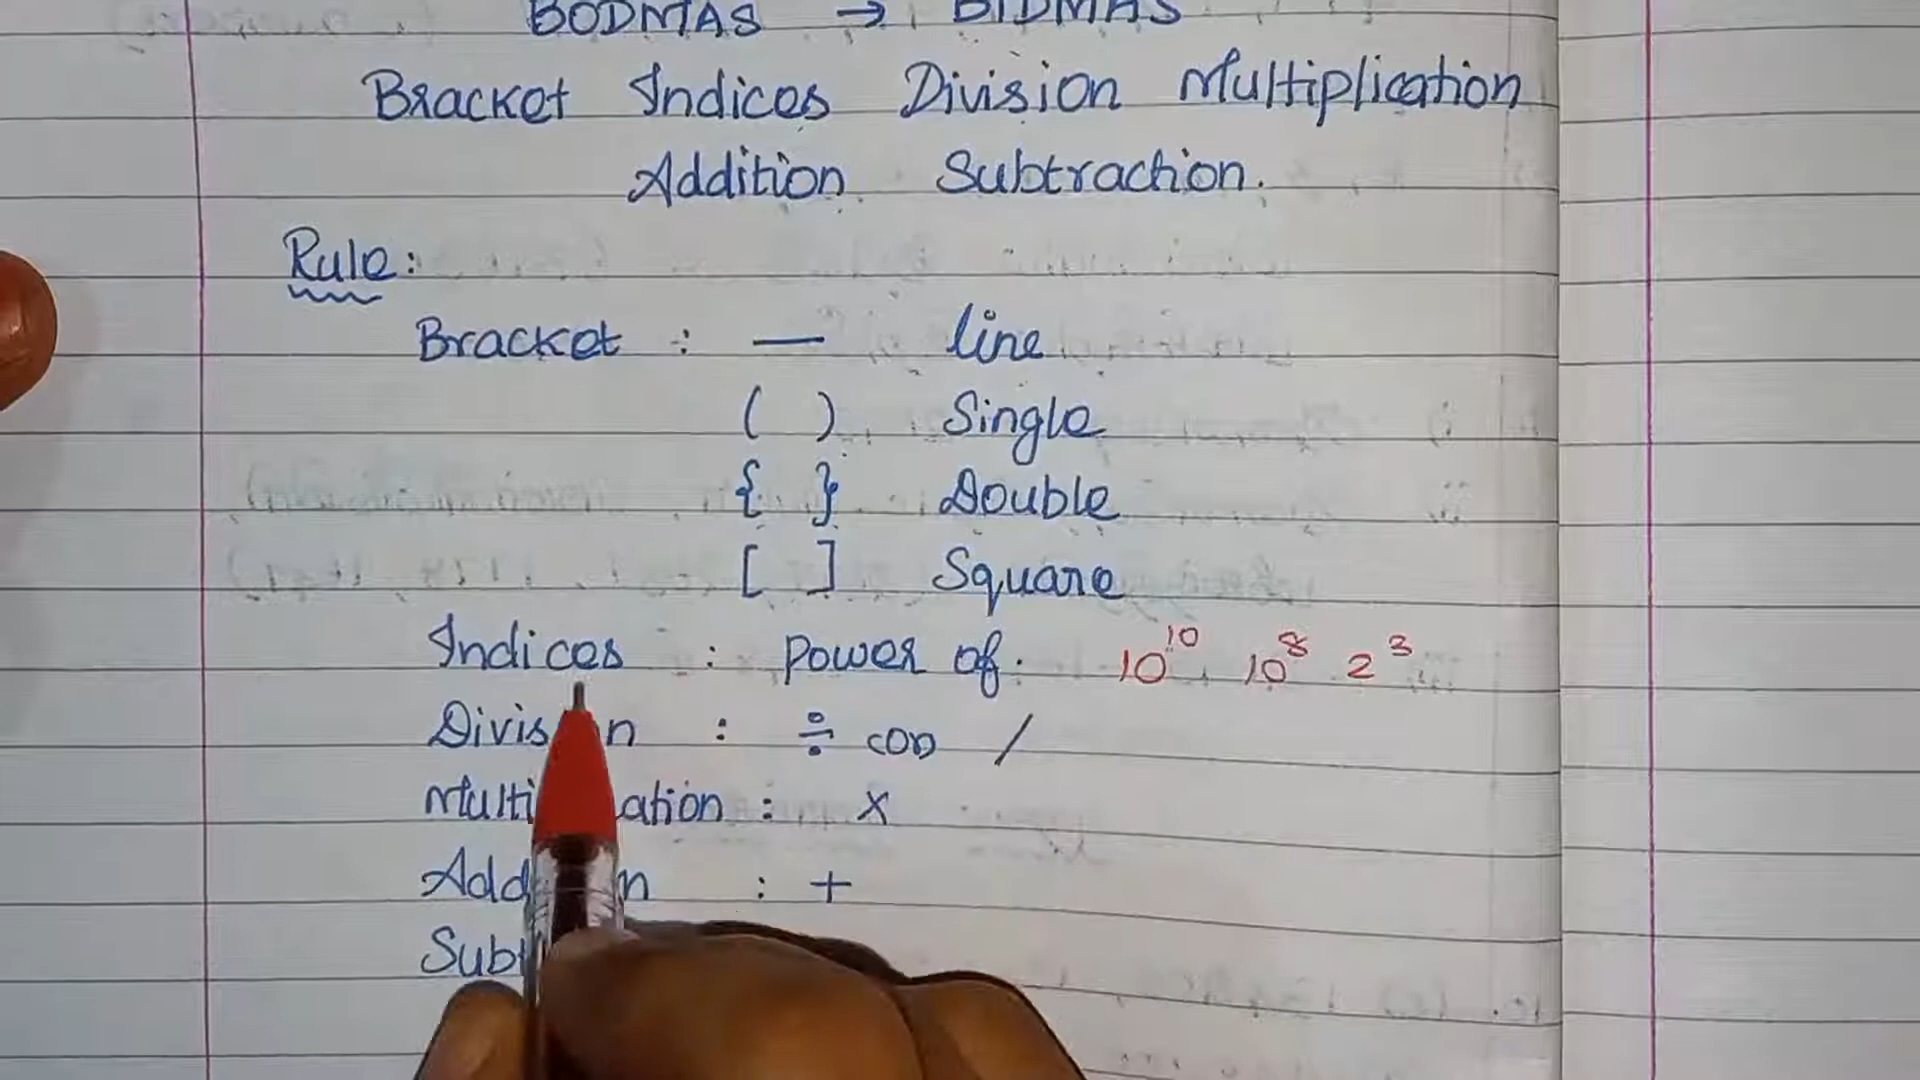 BODMAS → BIDMAS
Bracket Indices Division Multiplication
Addition Subtraction.
Rule:
Bracket : — line
( ) Single
{ } Double
[ ] Square
Indices : Power of. 10¹⁰ 10⁸ 2³
Division : ÷ (or) /
: ×
: +